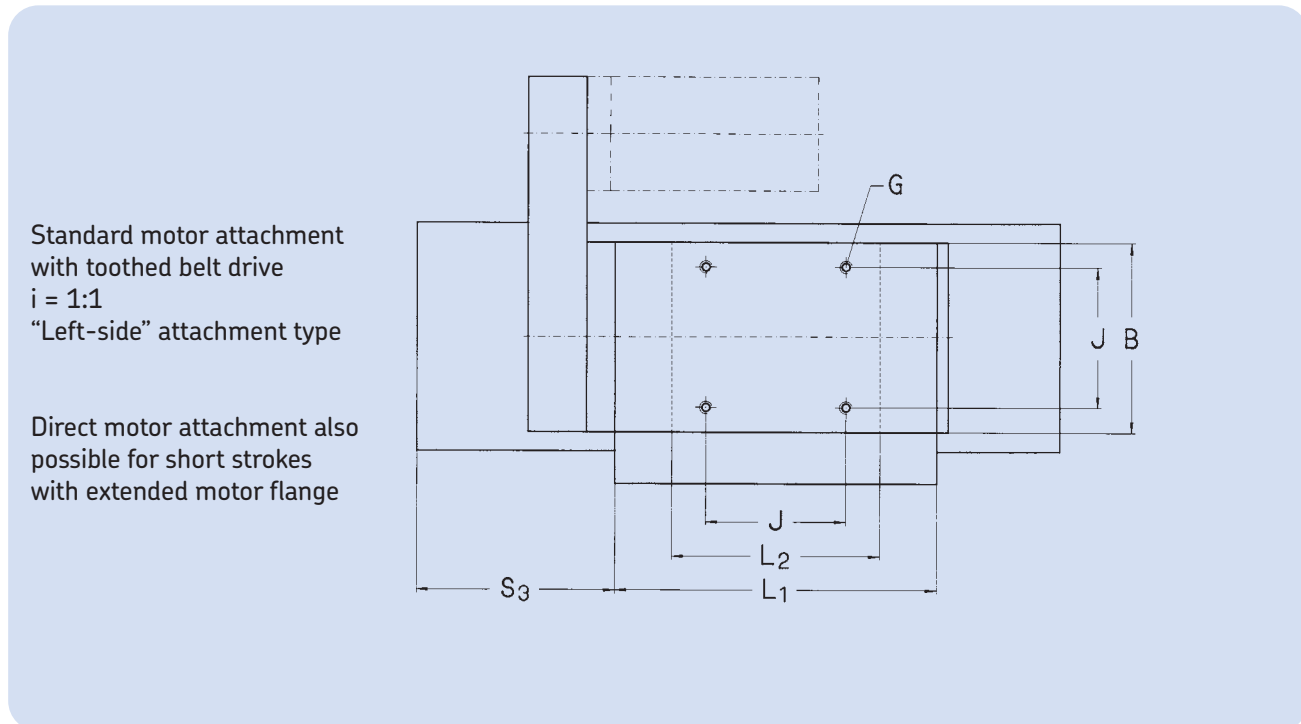 Standard motor attachment
with toothed belt drive
i = 1:1
“Left-side” attachment type
Direct motor attachment also
possible for short strokes
with extended motor flange
G
J B
J
L2
S3 L1